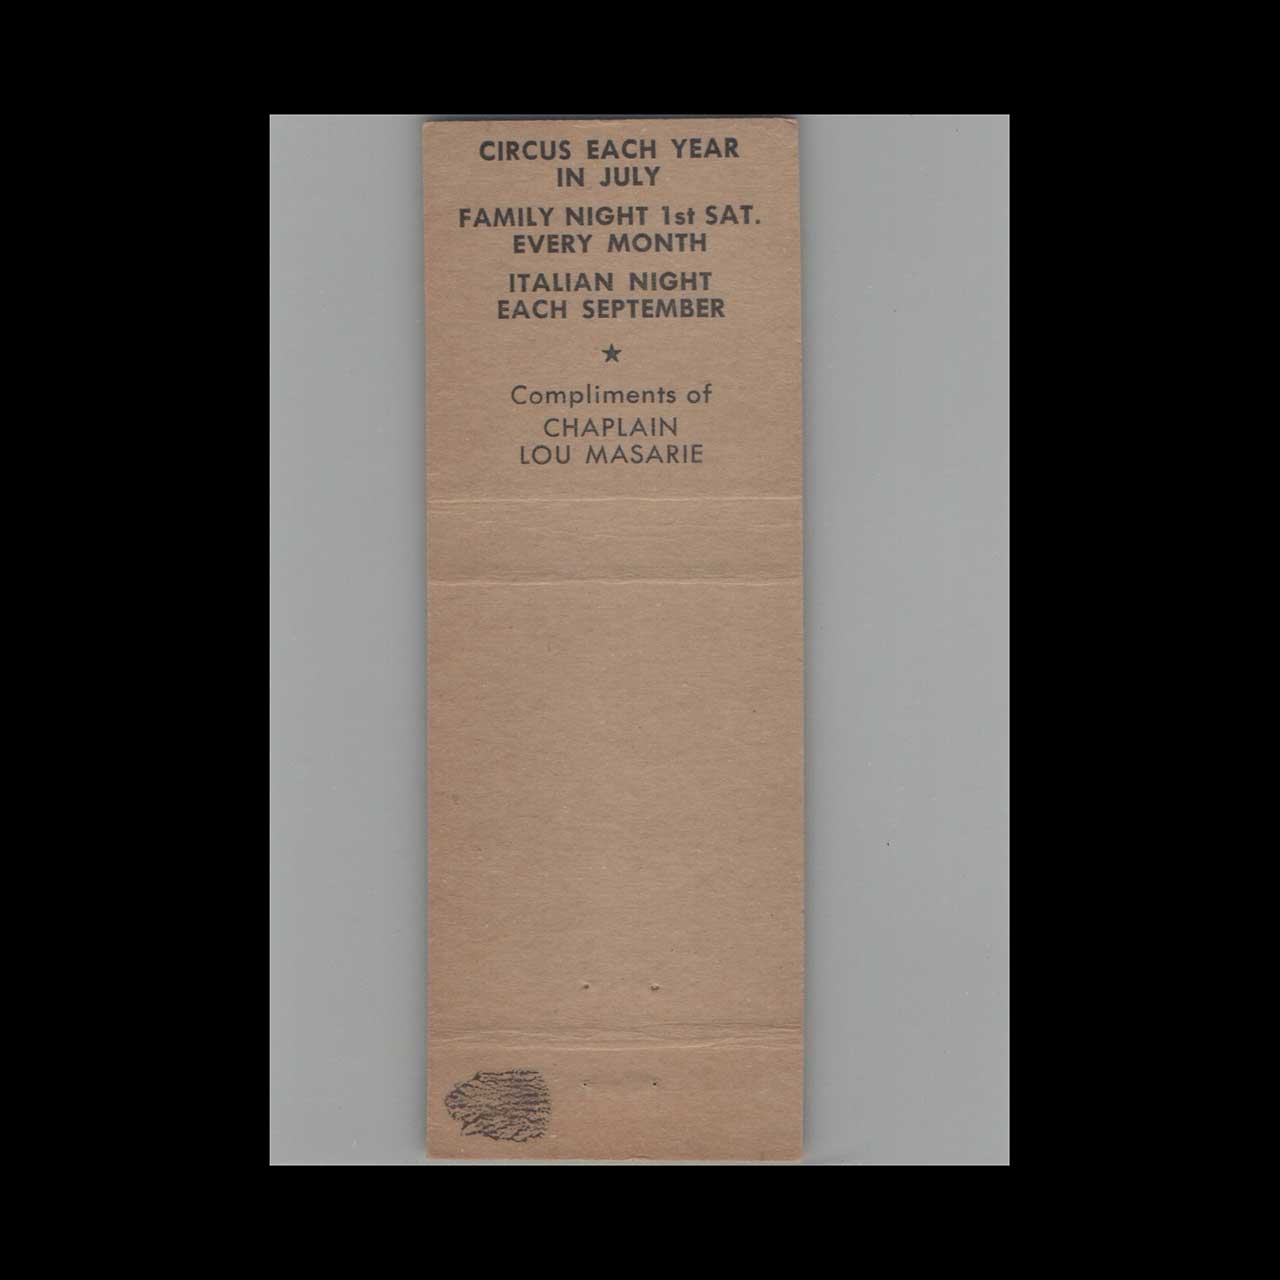 CIRCUS EACH YEAR
IN JULY
FAMILY NIGHT 1st SAT.
EVERY MONTH
ITALIAN NIGHT
EACH SEPTEMBER
★
Compliments of
CHAPLAIN
LOU MASARIE